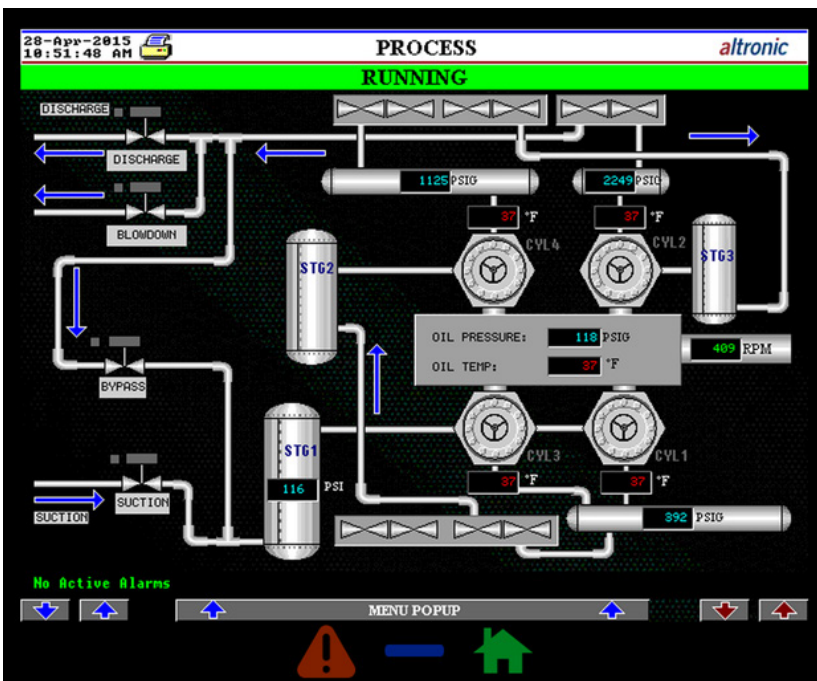 28-Apr-2015
10:51:48 AM
PROCESS
altronic
RUNNING
DISCHARGE
DISCHARGE
BLOWDOWN
1125 PSIG
2249 PSIG
37 °F
37 °F
CYL4
CYL2
STG2
STG3
OIL PRESSURE: 118 PSIG
OIL TEMP: 37 °F
409 RPM
BYPASS
STG1
116 PSI
CYL3
CYL1
37 °F
37 °F
SUCTION
SUCTION
392 PSIG
No Active Alarms
MENU POPUP